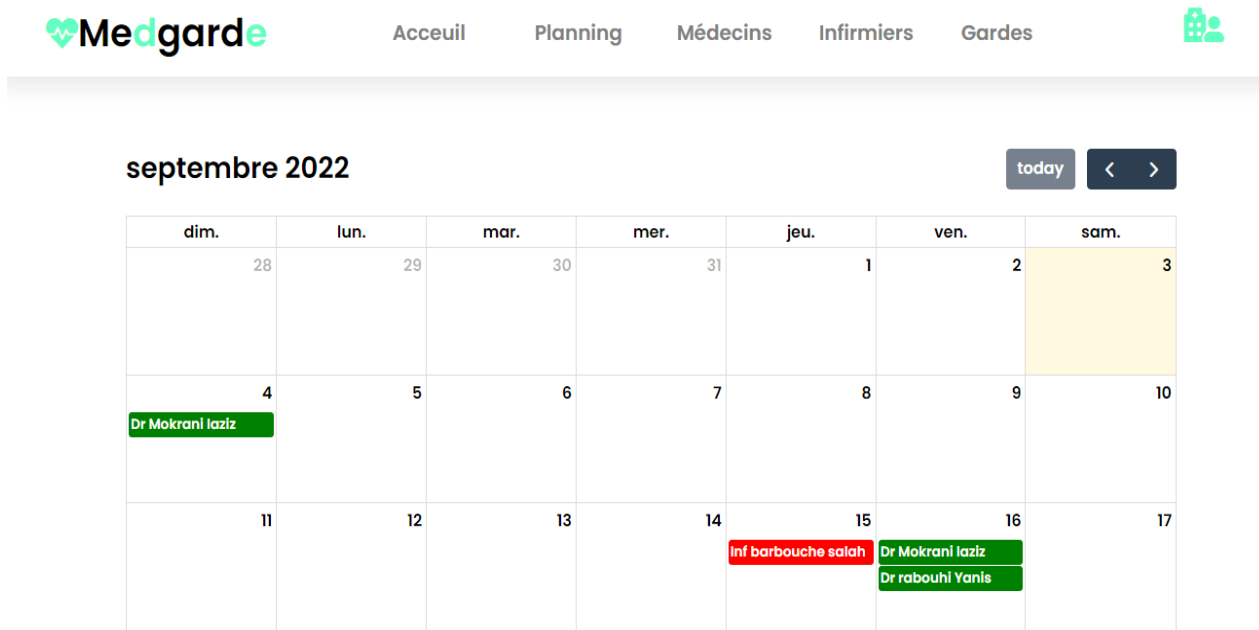 Medgarde Acceuil Planning Médecins Infirmiers Gardes
septembre 2022 today
dim. lun. mar. mer. jeu. ven. sam.
28 29 30 31 1 2 3
4 5 6 7 8 9 10
Dr Mokrani laziz
11 12 13 14 15 16 17
Inf barbouche salah Dr Mokrani laziz
Dr rabouhi Yanis